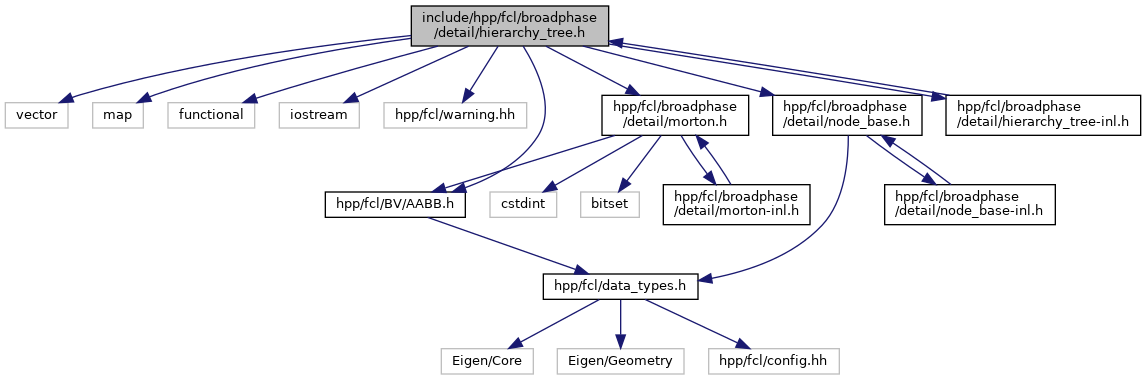 include/hpp/fcl/broadphase
/detail/hierarchy_tree.h
vector
map
functional
iostream
hpp/fcl/warning.hh
hpp/fcl/broadphase
/detail/morton.h
hpp/fcl/broadphase
/detail/node_base.h
hpp/fcl/broadphase
/detail/hierarchy_tree-inl.h
hpp/fcl/BV/AABB.h
cstdint
bitset
hpp/fcl/broadphase
/detail/morton-inl.h
hpp/fcl/broadphase
/detail/node_base-inl.h
hpp/fcl/data_types.h
Eigen/Core
Eigen/Geometry
hpp/fcl/config.hh